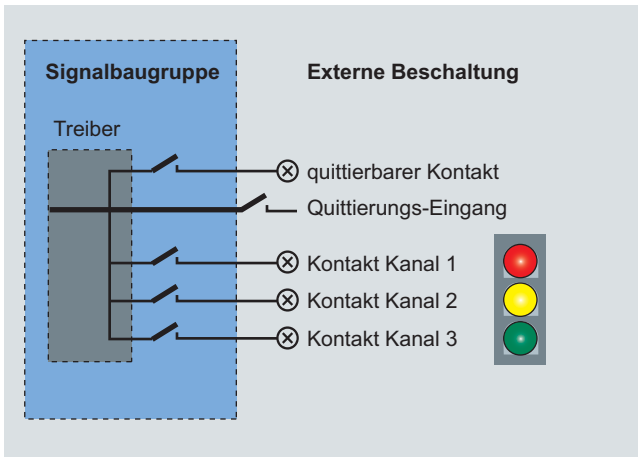 Signalbaugruppe
Externe Beschaltung
Treiber
quittierbarer Kontakt
Quittierungs-Eingang
Kontakt Kanal 1
Kontakt Kanal 2
Kontakt Kanal 3